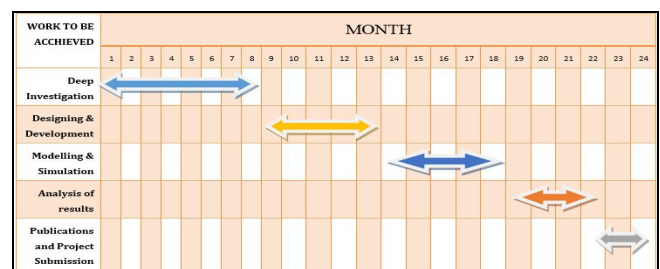 WORK TO BE
ACCHIEVED
MONTH
1 2 3 4 5 6 7 8 9 10 11 12 13 14 15 16 17 18 19 20 21 22 23 24
Deep
Investigation
Designing &
Development
Modelling &
Simulation
Analysis of
results
Publications
and Project
Submission